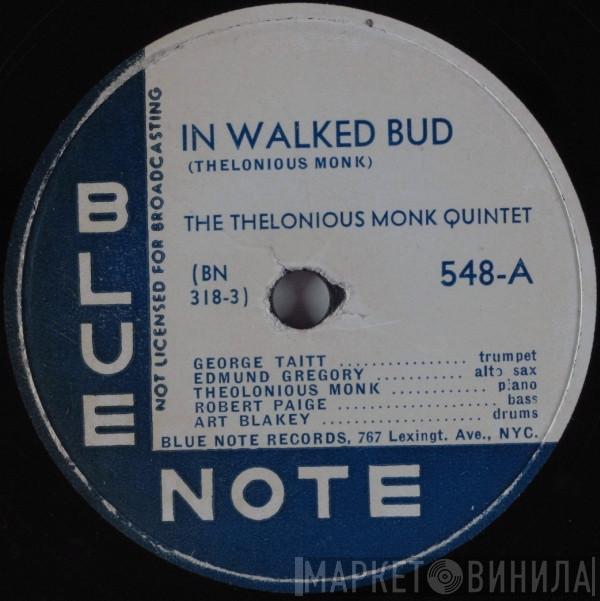 BLUE
NOTE
NOT LICENSED FOR BROADCASTING
IN WALKED BUD
(THELONIOUS MONK)
THE THELONIOUS MONK QUINTET
(BN 548-A
318-3)
GEORGE TAITT ................ trumpet
EDMUND GREGORY ............ alto sax
THEOLONIOUS MONK ............. piano
ROBERT PAIGE ........................ bass
ART BLAKEY ...................... drums
BLUE NOTE RECORDS, 767 Lexingt. Ave., NYC.
МАРКЕТ ВИНИЛА